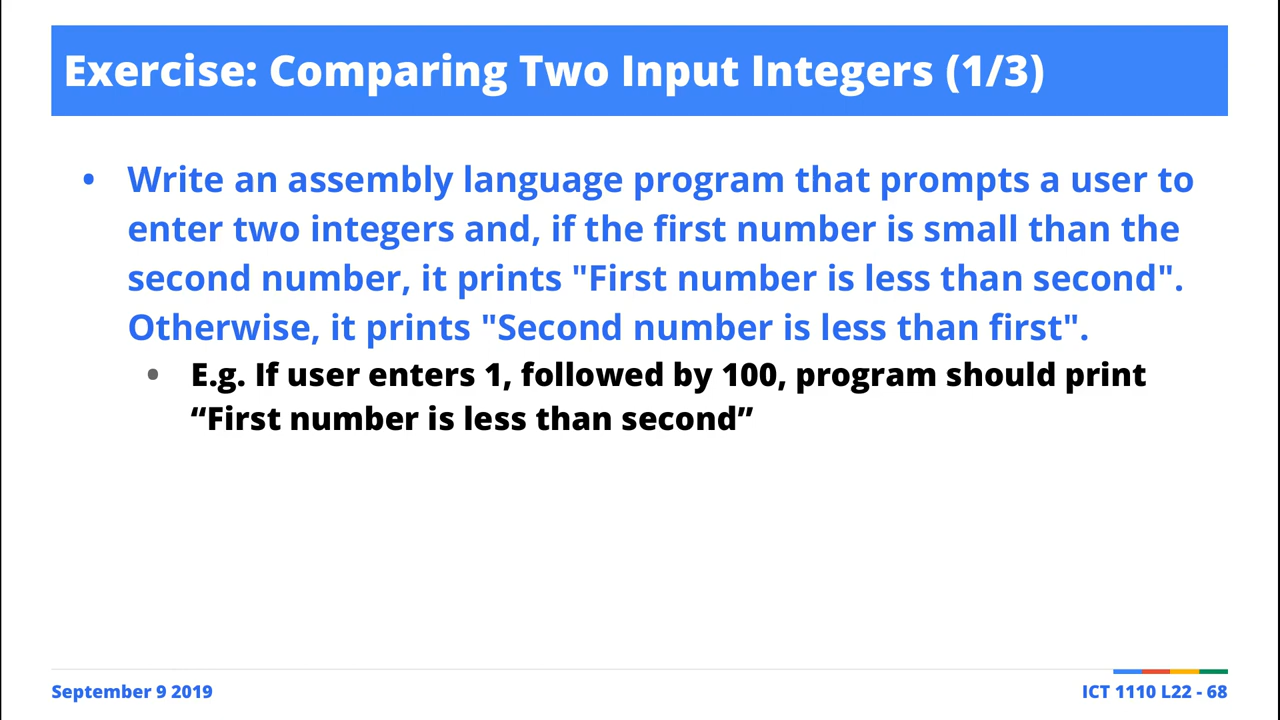 Exercise: Comparing Two Input Integers (1/3)
• Write an assembly language program that prompts a user to
enter two integers and, if the first number is small than the
second number, it prints "First number is less than second".
Otherwise, it prints "Second number is less than first".
• E.g. If user enters 1, followed by 100, program should print
“First number is less than second”
September 9 2019
ICT 1110 L22 - 68